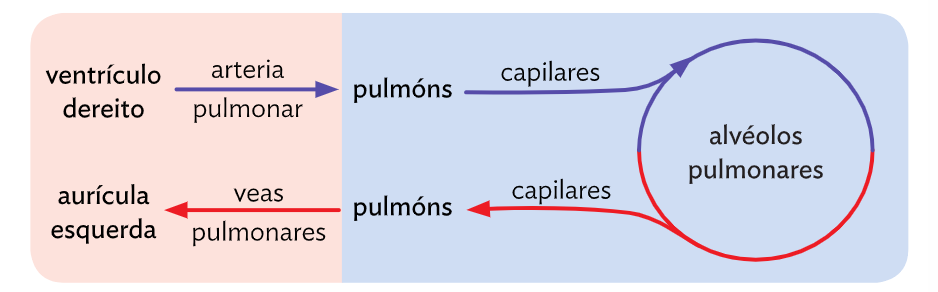 ventrículo
dereito
arteria
pulmonar
pulmóns
capilares
alvéolos
pulmonares
aurícula
esquerda
veas
pulmonares
pulmóns
capilares